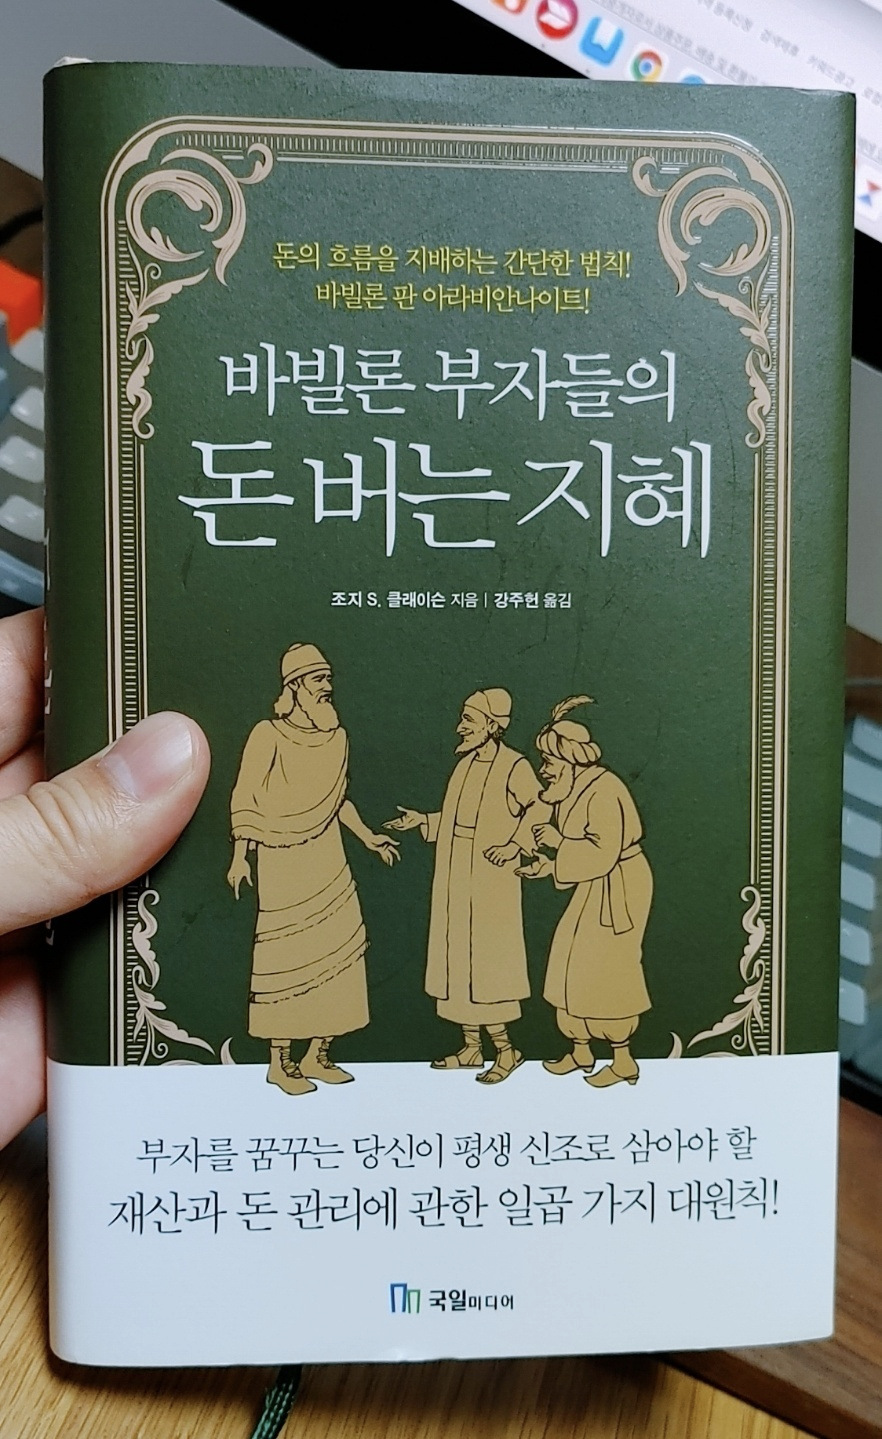 돈의 흐름을 지배하는 간단한 법칙!
바빌론 판 아라비안나이트!
바빌론 부자들의
돈 버는 지혜
조지 S. 클래이슨 지음 | 강주헌 옮김
부자를 꿈꾸는 당신이 평생 신조로 삼아야 할
재산과 돈 관리에 관한 일곱 가지 대원칙!
국일미디어